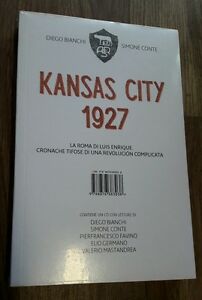 DIEGO BIANCHI
SIMONE CONTE
KANSAS CITY
1927
LA ROMA DI LUIS ENRIQUE.
CRONACHE TIFOSE DI UNA REVOLUCIÓN COMPLICATA
CONTIENE UN CD CON LETTURE DI
DIEGO BIANCHI
SIMONE CONTE
PIERFRANCESCO FAVINO
ELIO GERMANO
VALERIO MASTANDREA